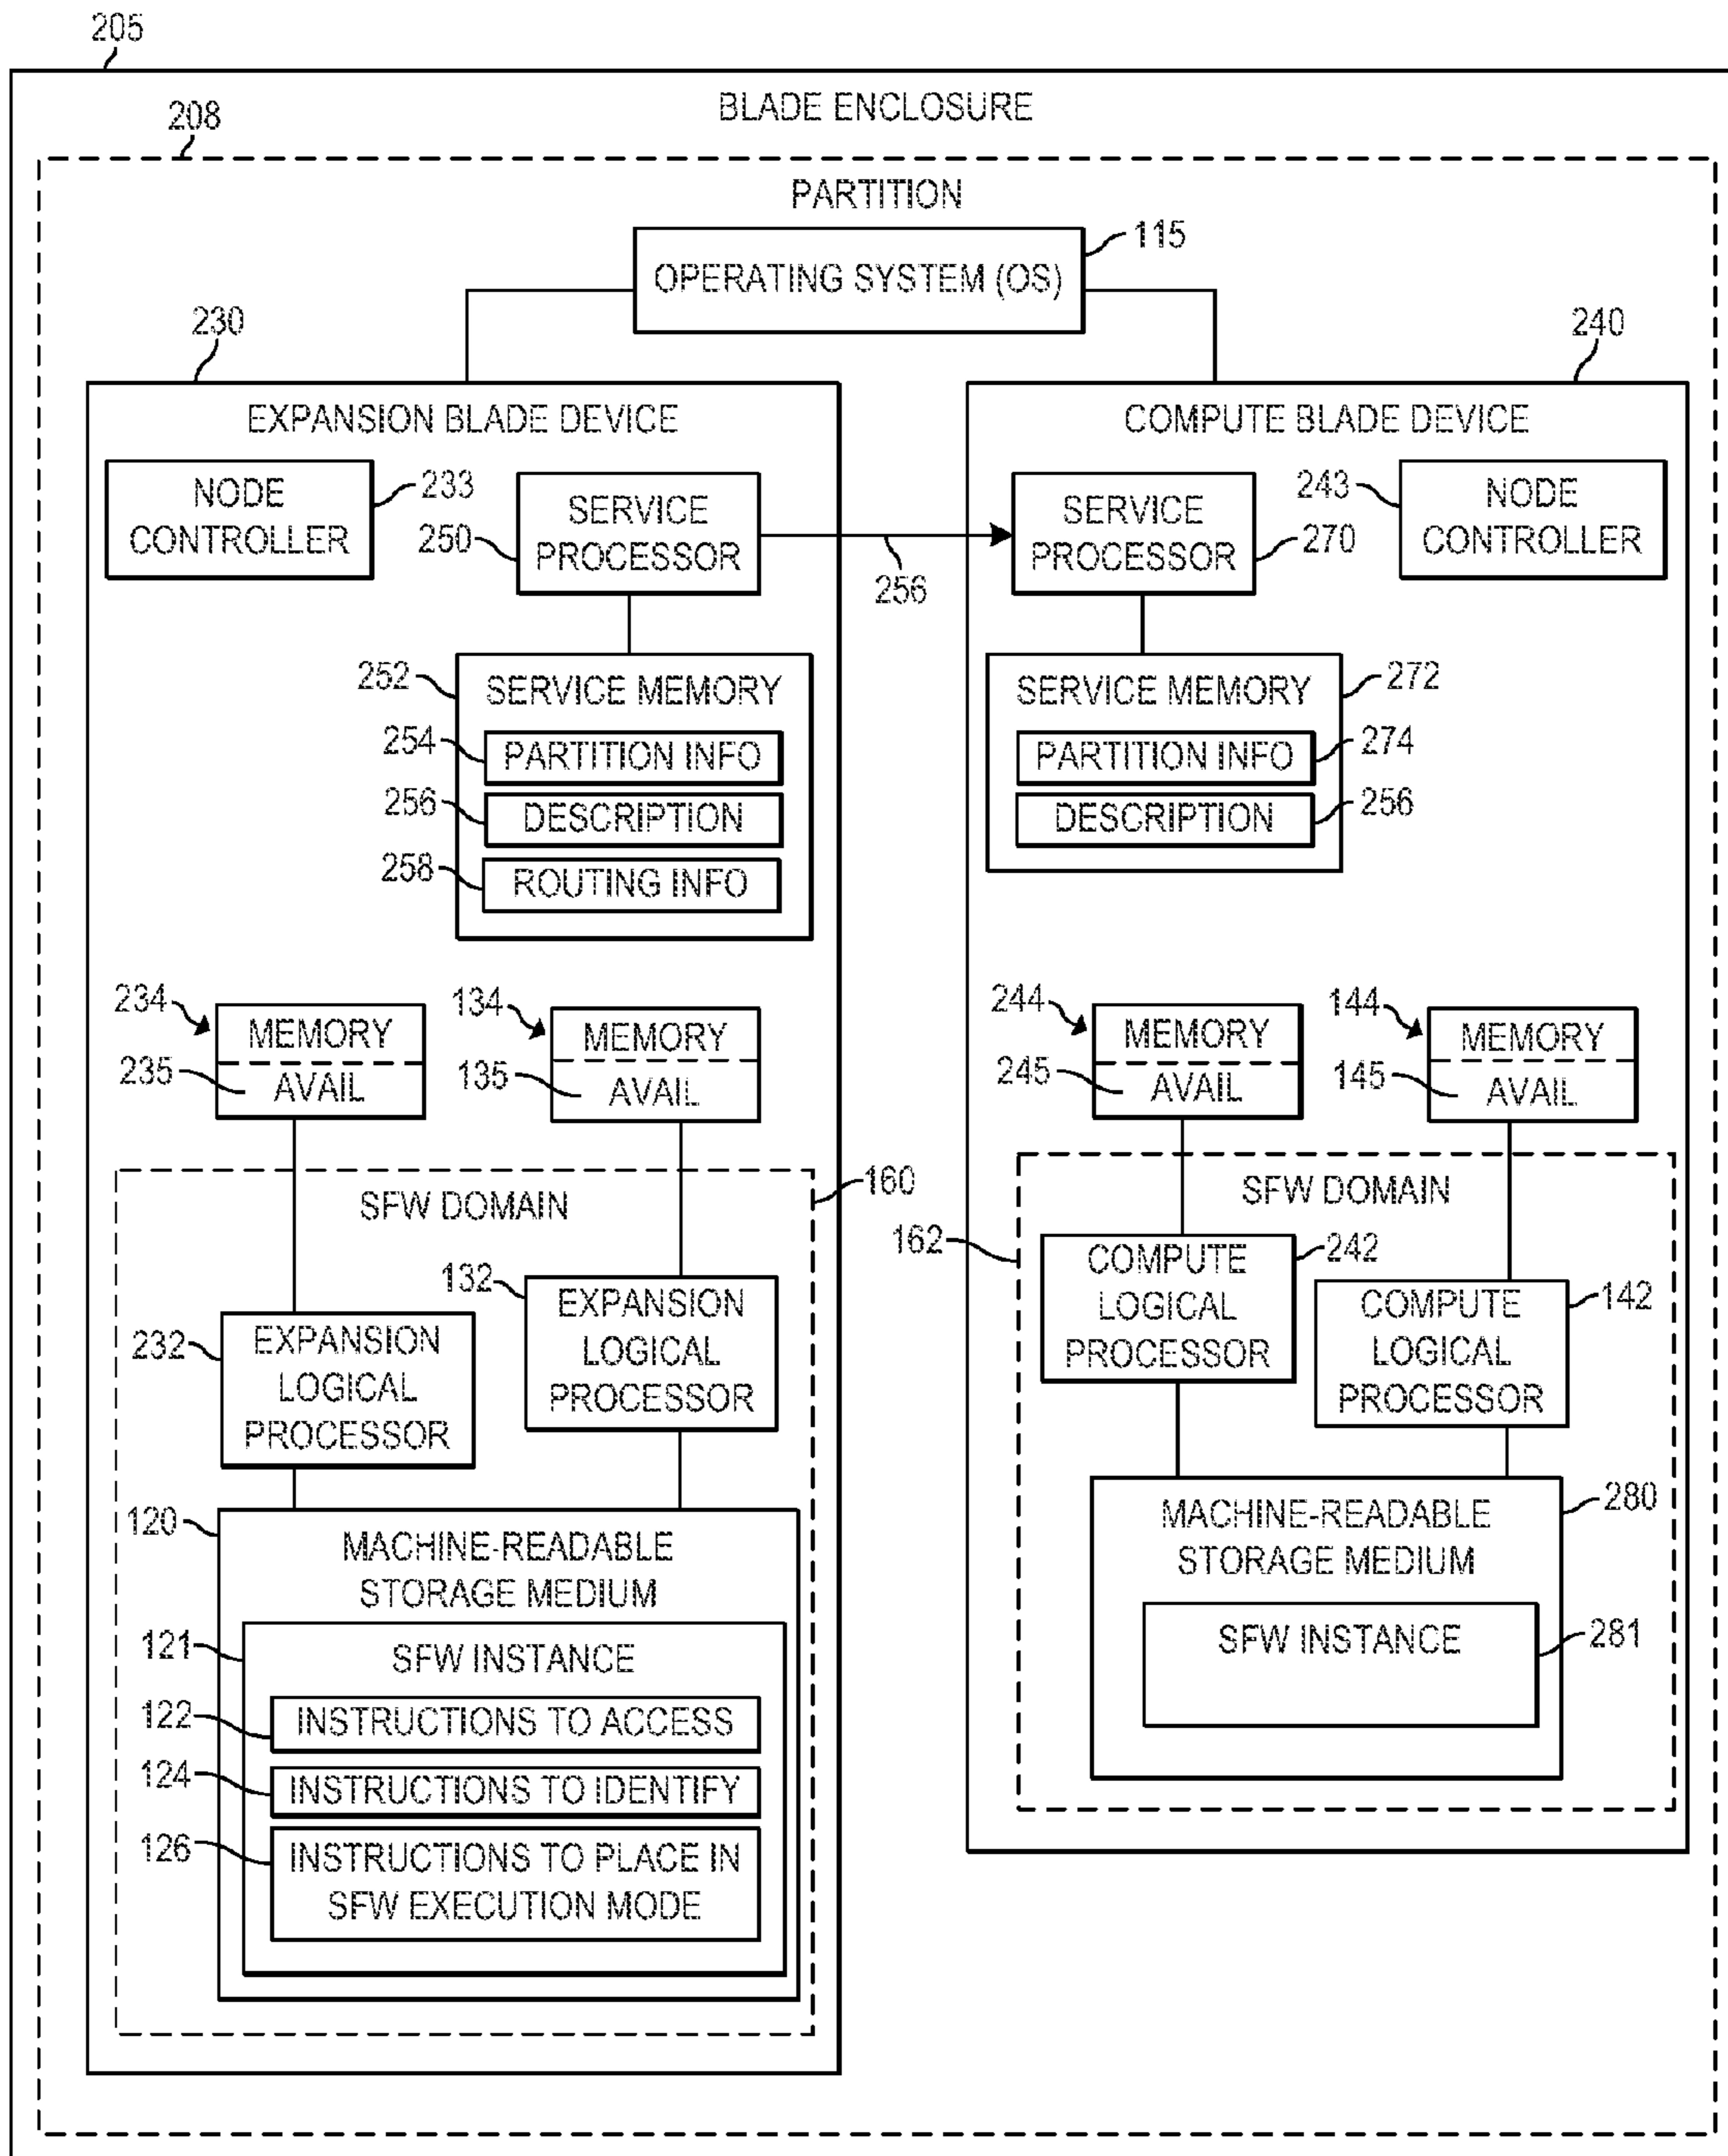 205
BLADE ENCLOSURE
208
PARTITION
115
OPERATING SYSTEM (OS)
230
240
EXPANSION BLADE DEVICE
NODE
CONTROLLER
233
250
SERVICE
PROCESSOR
256
252
SERVICE MEMORY
254
PARTITION INFO
256
DESCRIPTION
258
ROUTING INFO
234
MEMORY
235
AVAIL
134
MEMORY
135
AVAIL
160
SFW DOMAIN
132
EXPANSION
LOGICAL
PROCESSOR
232
EXPANSION
LOGICAL
PROCESSOR
120
MACHINE-READABLE
STORAGE MEDIUM
121
SFW INSTANCE
122
INSTRUCTIONS TO ACCESS
124
INSTRUCTIONS TO IDENTIFY
126
INSTRUCTIONS TO PLACE IN
SFW EXECUTION MODE
COMPUTE BLADE DEVICE
SERVICE
PROCESSOR
270
243
NODE
CONTROLLER
SERVICE MEMORY
272
PARTITION INFO
274
DESCRIPTION
256
244
MEMORY
245
AVAIL
144
MEMORY
145
AVAIL
SFW DOMAIN
162
COMPUTE
LOGICAL
PROCESSOR
242
COMPUTE
LOGICAL
PROCESSOR
142
MACHINE-READABLE
STORAGE MEDIUM
280
SFW INSTANCE
281